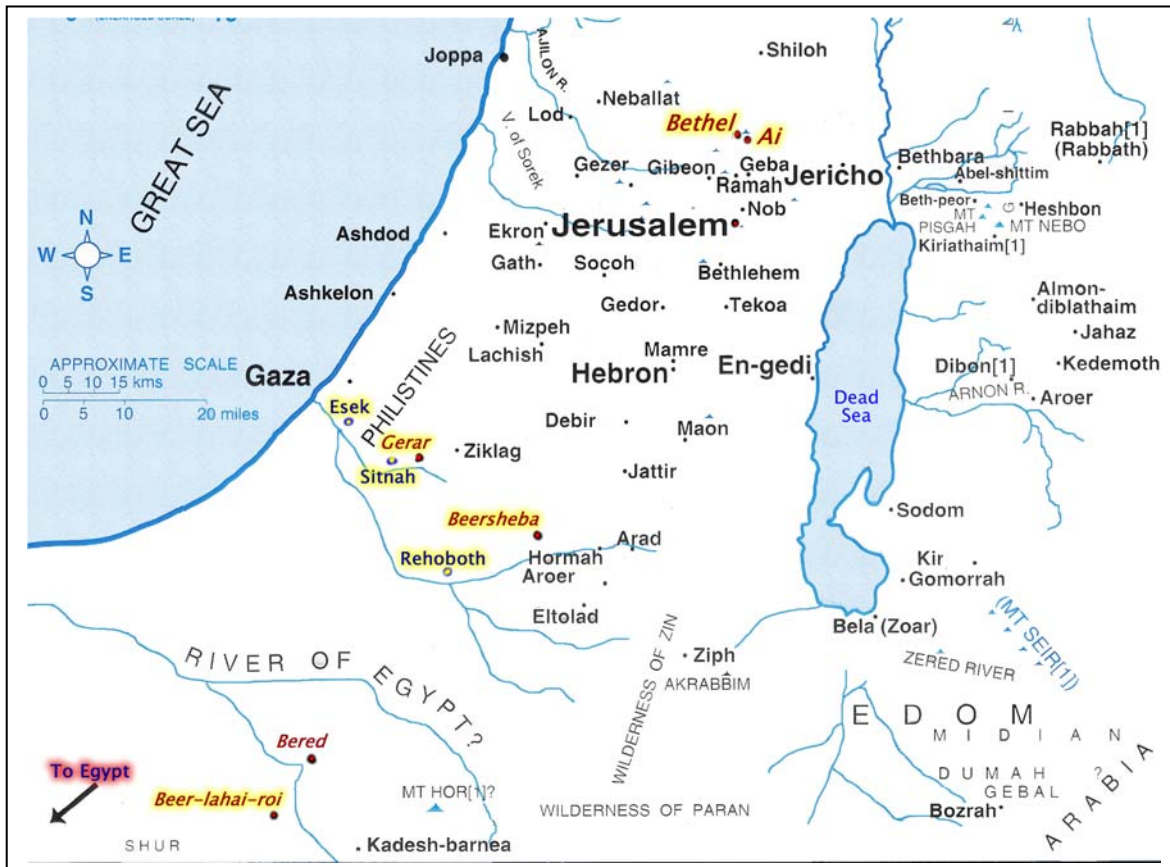 Joppa
AJILON R.
Shiloh
GREAT SEA
Neballat
Lod
V. of Sorek
Bethel
Ai
Rabbah[1]
(Rabbath)
Gezer
Gibeon
Geba
Ramah
Jericho
Bethbara
Abel-shittim
Nob
Beth-peor
MT
PISGAH
G
Heshbon
MT NEBO
Kiriathaim[1]
N
W
E
S
Ashdod
Ekron
Jerusalem
Gath
Socoh
Bethlehem
Ashkelon
Gedor
Tekoa
Almon-
diblathaim
Mizpeh
Lachish
Jahaz
APPROXIMATE SCALE
0 5 10 15 kms
0 10 20 miles
Gaza
PHILISTINES
Mamre
Hebron
En-gedi
Dibon[1]
Kedemoth
ARNON R.
Aroer
Dead
Sea
Esek
Gerar
Sitnah
Ziklag
Debir
Maon
Jattir
Beersheba
Sodom
Rehoboth
Hormah
Arad
Aroer
Kir
Gomorrah
Eltolad
Bela (Zoar)
(MT SEIR[1])
RIVER OF EGYPT?
WILDERNESS OF ZIN
Ziph
AKRABBIM
ZERED RIVER
EDOM
MIDIAN
Bered
To Egypt
Beer-lahai-roi
MT HOR[1]?
WILDERNESS OF PARAN
DUMAH ?
GEBAL
Bozrah
ARABIA
SHUR
Kadesh-barnea